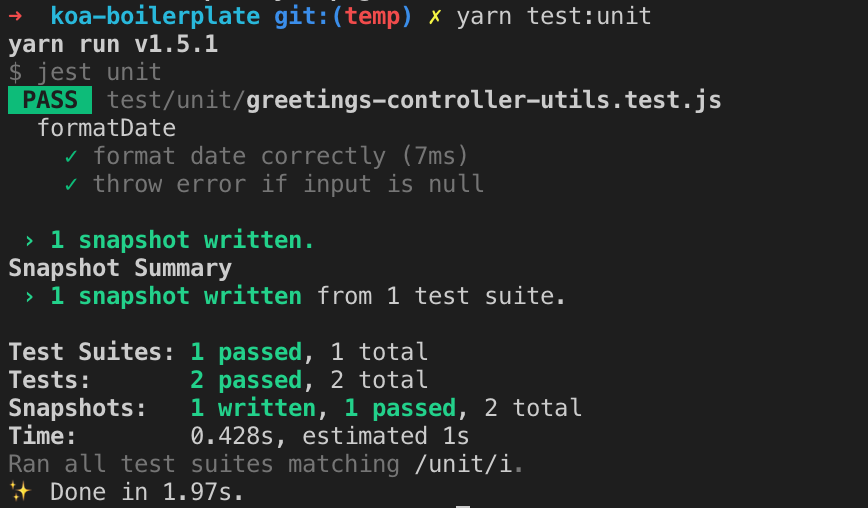 ➜  koa-boilerplate git:(temp) ✗ yarn test:unit
yarn run v1.5.1
$ jest unit
PASS  test/unit/greetings-controller-utils.test.js
formatDate
✓ format date correctly (7ms)
✓ throw error if input is null
› 1 snapshot written.
Snapshot Summary
› 1 snapshot written from 1 test suite.
Test Suites: 1 passed, 1 total
Tests:       2 passed, 2 total
Snapshots:   1 written, 1 passed, 2 total
Time:        0.428s, estimated 1s
Ran all test suites matching /unit/i.
✨  Done in 1.97s.